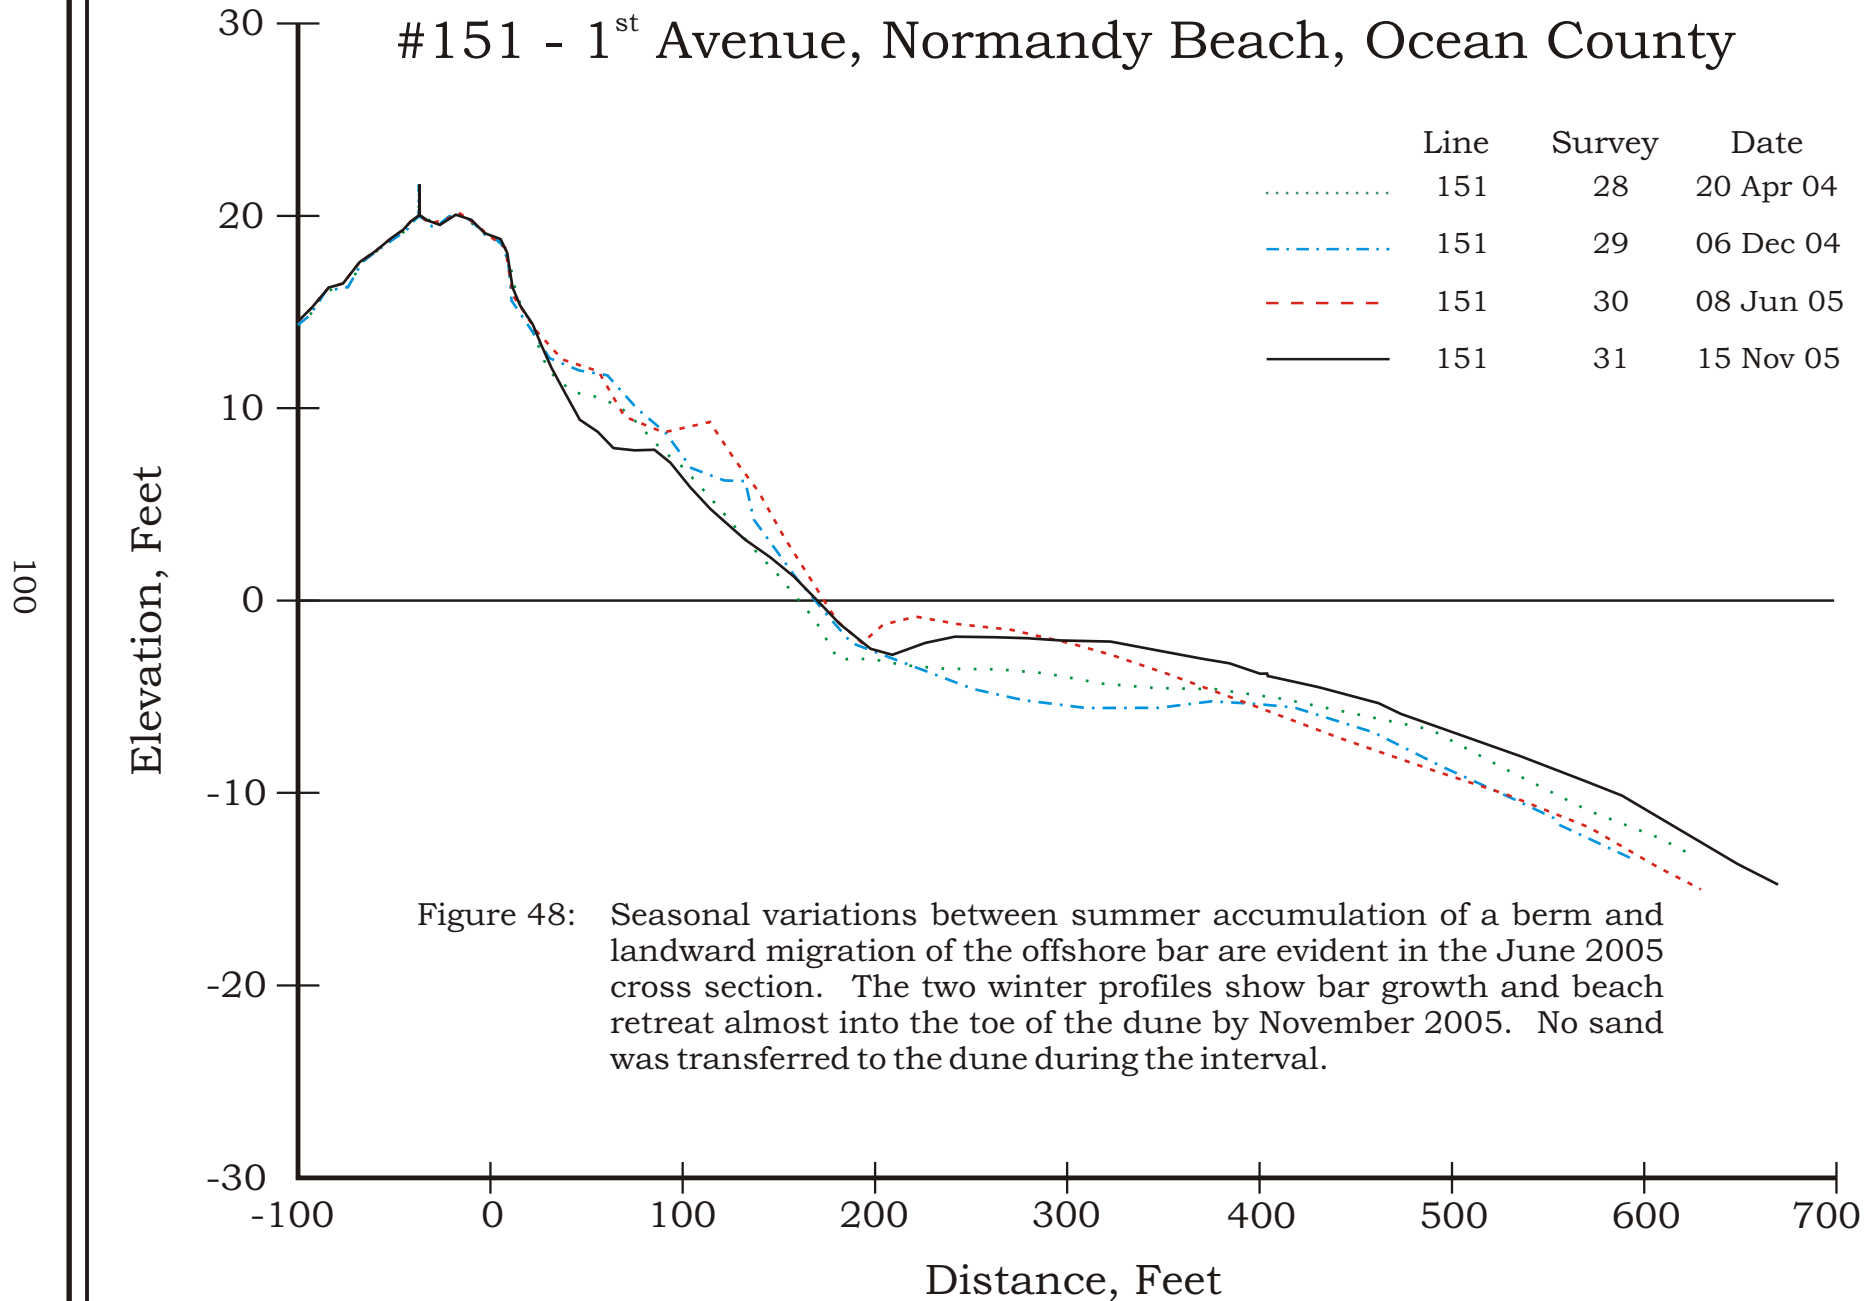 #151 - 1st Avenue, Normandy Beach, Ocean County
Line Survey Date
151 28 20 Apr 04
151 29 06 Dec 04
151 30 08 Jun 05
151 31 15 Nov 05
30
20
10
0
-10
-20
-30
Elevation, Feet
100
Figure 48: Seasonal variations between summer accumulation of a berm and
landward migration of the offshore bar are evident in the June 2005
cross section. The two winter profiles show bar growth and beach
retreat almost into the toe of the dune by November 2005. No sand
was transferred to the dune during the interval.
-100 0 100 200 300 400 500 600 700
Distance, Feet